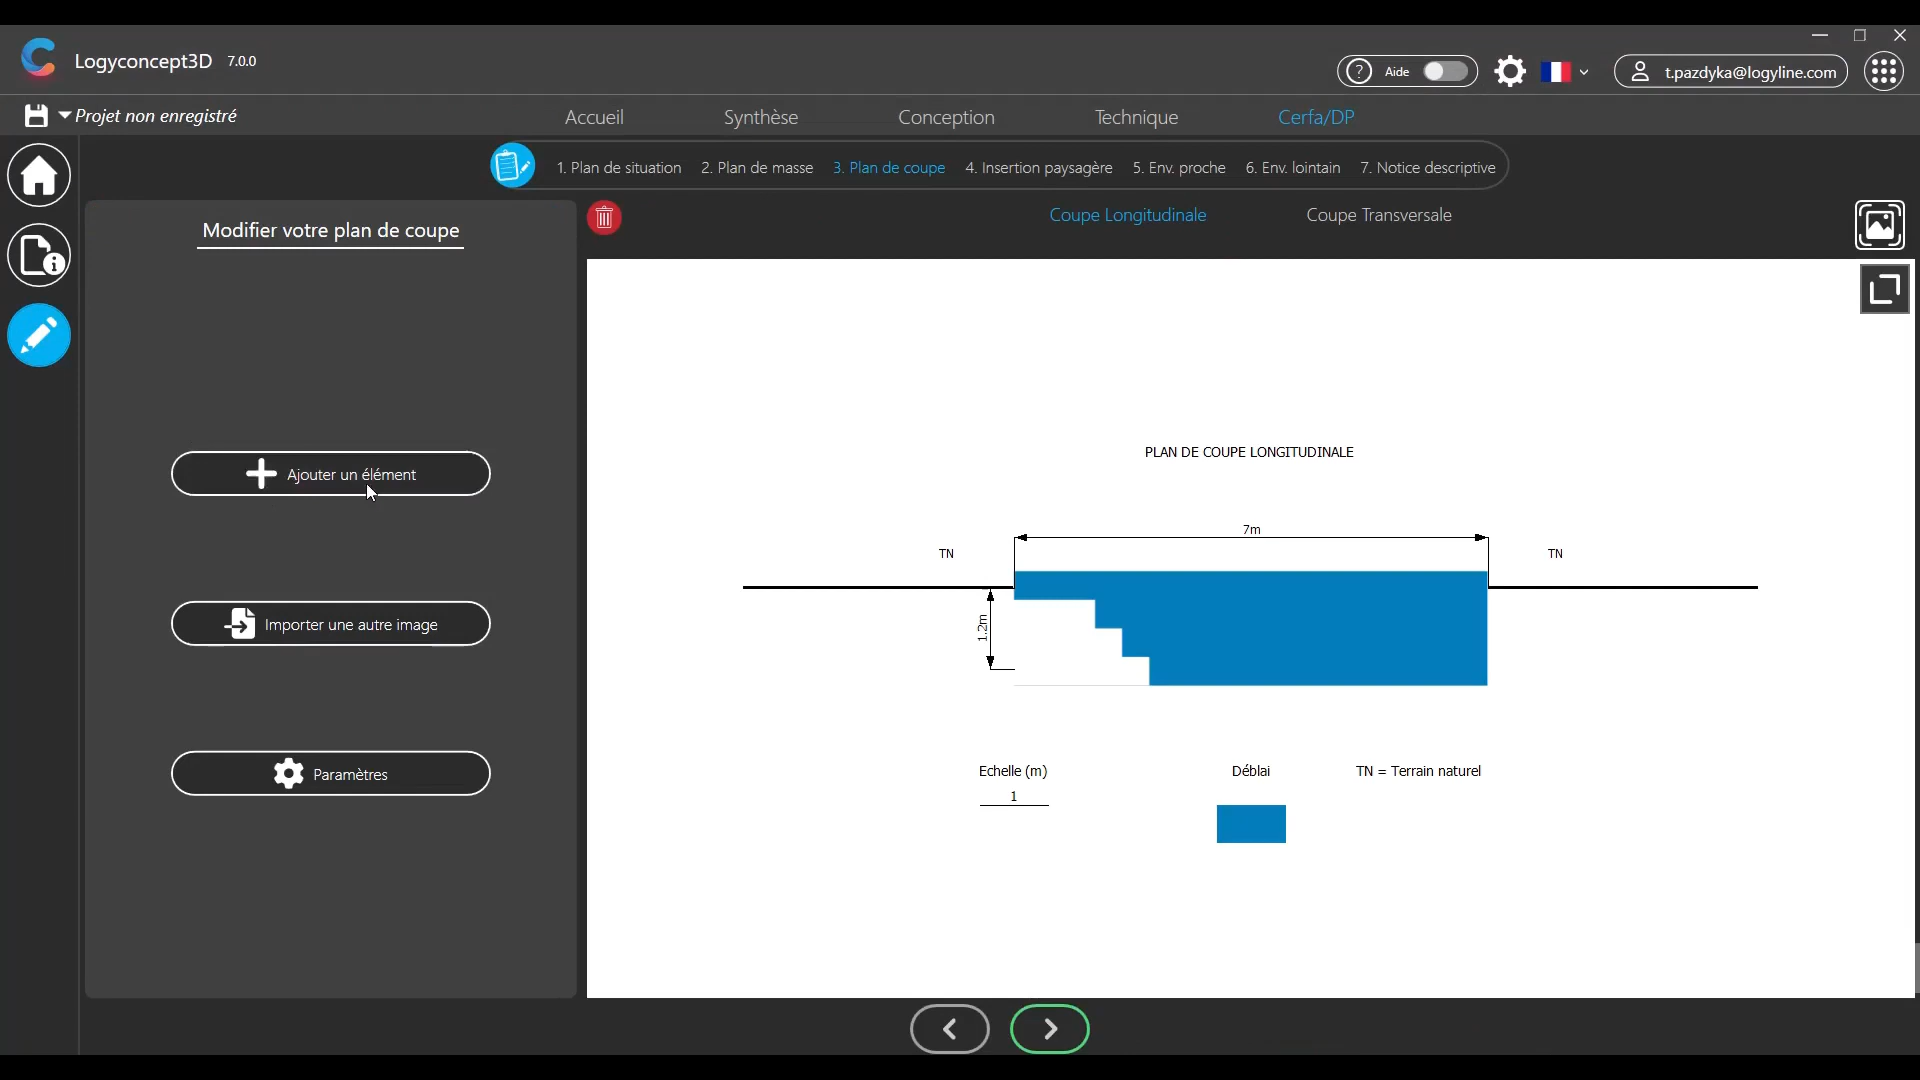 Logyconcept3D 7.0.0
? Aide
t.pazdyka@logyline.com
Projet non enregistré
Accueil
Synthèse
Conception
Technique
Cerfa/DP
1. Plan de situation
2. Plan de masse
3. Plan de coupe
4. Insertion paysagère
5. Env. proche
6. Env. lointain
7. Notice descriptive
Modifier votre plan de coupe
Coupe Longitudinale
Coupe Transversale
Ajouter un élément
Importer une autre image
Paramètres
PLAN DE COUPE LONGITUDINALE
7m
TN
TN
1.2m
Echelle (m)
1
Déblai
TN = Terrain naturel